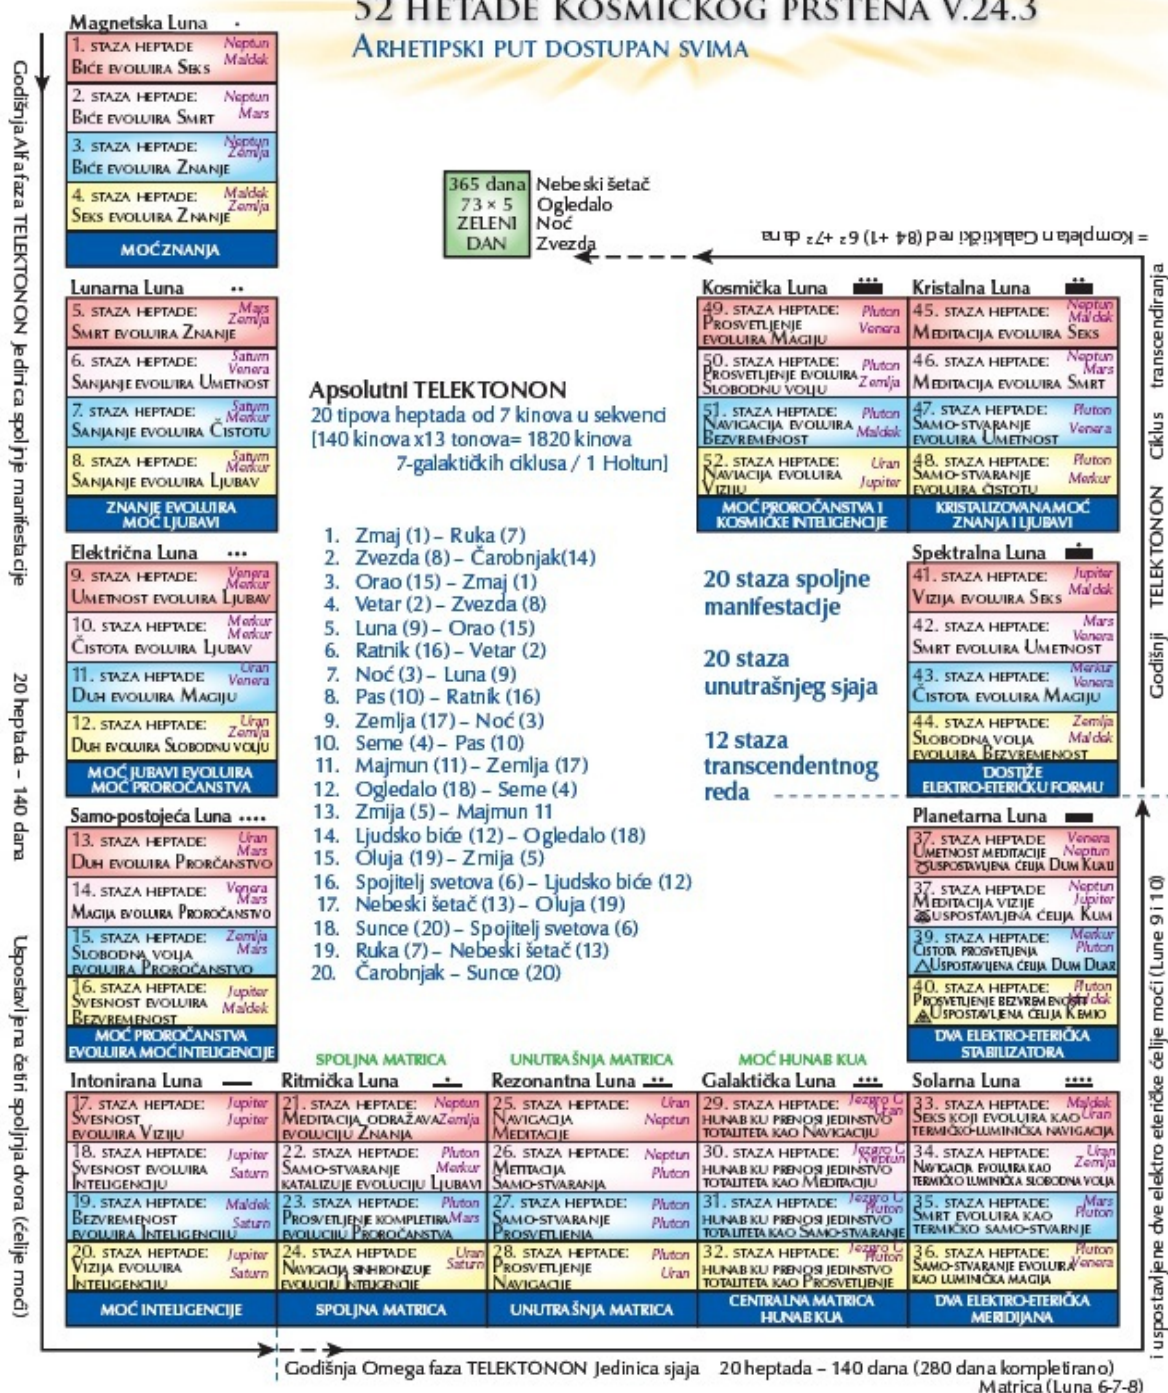 52 HETADE KOSMIČKOG PRSTENA V.24.3
ARHETIPSKI PUT DOSTUPAN SVIMA
Magnetska Luna
1. STAZA HEPTADE Neptun
BIĆE EVOLUIRA SEKS Maldek
2. STAZA HEPTADE: Neptun
BIĆE EVOLUIRA SMRT Mars
3. STAZA HEPTADE: Neptun
BIĆE EVOLUIRA ZNANJE Zemlja
4. STAZA HEPTADE: Maldek
SEKS EVOLUIRA ZNANJE Zemlja
MOĆ ZNANJA
Lunarna Luna
5. STAZA HEPTADE: Mars
SMRT EVOLUIRA ZNANJE Zemlja
6. STAZA HEPTADE: Saturn
SANJANJE EVOLUIRA UMETNOST Venera
7. STAZA HEPTADE: Saturn
SANJANJE EVOLUIRA ČISTOTU Merkur
8. STAZA HEPTADE: Saturn
SANJANJE EVOLUIRA LJUBAV Merkur
ZNANJE EVOLUIRA
MOĆ LJUBAVI
Električna Luna
9. STAZA HEPTADE: Venera
UMETNOST EVOLUIRA LJUBAV Merkur
10. STAZA HEPTADE: Merkur
ČISTOTA EVOLUIRA LJUBAV Merkur
11. STAZA HEPTADE Uran
DUH EVOLUIRA MAGIJU Venera
12. STAZA HEPTADE: Uran
DUH EVOLUIRA SLOBODNU VOLJU Zemlja
MOĆ JUBAVI EVOLUIRA
MOĆ PROROČANSTVA
Samo-postojeća Luna
13. STAZA HEPTADE: Uran
DUH EVOLUIRA PRORČANSTVO Mars
14. STAZA HEPTADE: Venera
MAGIJA EVOLUIRA PROROČANSTVO Mars
15. STAZA HEPTADE: Zemlja
SLOBODNA VOLJA Mars
EVOLUIRA PROROČANSTVO
16. STAZA HEPTADE:
SVESNOST EVOLUIRA Jupiter
BEZVREMENOST Maldek
MOĆ PROROČANSTVA
EVOLUIRA MOĆ INTELIGENCIJE
Intonirana Luna
17. STAZA HEPTADE: Jupiter
SVESNOST
EVOLUIRA VIZIJU Jupiter
18. STAZA HEPTADE: Jupiter
SVESNOST EVOLUIRA
INTELIGENCIJU Saturn
19. STAZA HEPTADE: Maldek
BEZVREMENOST
EVOLUIRA INTELIGENCIJU Saturn
20. STAZA HEPTADE: Jupiter
VIZIJA EVOLUIRA
INTELIGENCIJU Saturn
MOĆ INTELIGENCIJE
SPOLJNA MATRICA
Ritmička Luna
21. STAZA HEPTADE: Neptun
MEDITACIJA ODRAŽAVA Zemlja
EVOLUCIJU ZNANJA
22. STAZA HEPTADE: Pluton
SAMO-STVARANJE Merkur
KATALIZUJE EVOLUCIJU LJUBAVI
23. STAZA HEPTADE: Pluton
PROSVETLJENJE KOMPLETIRA Mars
EVOLUCIJU PROROČANSTVA
24. STAZA HEPTADE Uran
NAVIGACIJA SINHRONIZUJE Saturn
EVOLUCIJU INTELIGENCIJE
SPOLJNA MATRICA
UNUTRAŠNJA MATRICA
Rezonantna Luna
25. STAZA HEPTADE: Uran
NAVIGACIJA
MEDITACIJE Neptun
26. STAZA HEPTADE: Neptun
METITACIJA
SAMO-STVARANJA Pluton
27. STAZA HEPTADE: Pluton
SAMO-STVARANJE
PROSVETLJENJA Pluton
28. STAZA HEPTADE: Pluton
PROSVETLJENJE
NAVIGACIJE Uran
UNUTRAŠNJA MATRICA
MOĆ HUNAB KUA
Galaktička Luna
29. STAZA HEPTADE: Jezgro G
Uran
HUNAB KU PRENOSI JEDINSTVO
TOTALITETA KAO NAVIGACIJU
30. STAZA HEPTADE: Jezgro G
Neptun
HUNAB KU PRENOSI JEDINSTVO
TOTALITETA KAO MEDITACIJU
31. STAZA HEPTADE: Jezgro G
Pluton
HUNAB KU PRENOSI JEDINSTVO
TOTALITETA KAO SAMO-STVARANJE
32. STAZA HEPTADE: Jezgro G
Pluton
HUNAB KU PRENOSI JEDINSTVO
TOTALITETA KAO PROSVETLJENJE
CENTRALNA MATRICA
HUNAB KUA
Solarna Luna
33. STAZA HEPTADE: Maldek
SEKS KOJI EVOLUIRA KAO Uran
TERMIČKO-LUMINIČKA NAVIGACIJA
34. STAZA HEPTADE: Uran
NAVIGACIJA EVOLUIRA KAO Zemlja
TERMIČKO LUMINIČKA SLOBODNA VOLJA
35. STAZA HEPTADE: Mars
SMRT EVOLUIRA KAO Pluton
TERMIČKO SAMO-STVARNJE
36. STAZA HEPTADE: Pluton
SAMO-STVARANJE EVOLUIRA Venera
KAO LUMINIČKA MAGIJA
DVA ELEKTRO-ETERIČKA
MERIDIJANA
Planetarna Luna
37. STAZA HEPTADE: Venera
UMETNOST MEDITACIJE Neptun
USPOSTAVLJENA ĆELIJA DUM KUALI
37. STAZA HEPTADE: Neptun
MEDITACIJA VIZIJE Jupiter
USPOSTAVLJENA ĆELIJA KUM
39. STAZA HEPTADE: Merkur
ČISTOTA PROSVETLJENJA Pluton
USPOSTAVLJENA ĆELIJA DUM DUAR
40. STAZA HEPTADE: Pluton
PROSVETLJENJE BEZVREMENOSTI Maldek
USPOSTAVLJENA ĆELIJA KEMIO
DVA ELEKTRO-ETERIČKA
STABILIZATORA
Spektralna Luna
41. STAZA HEPTADE: Jupiter
VIZIJA EVOLUIRA SEKS Maldek
42. STAZA HEPTADE: Mars
SMRT EVOLUIRA UMETNOST Venera
43. STAZA HEPTADE: Merkur
ČISTOTA EVOLUIRA MAGIJU Venera
44. STAZA HEPTADE: Zemlja
SLOBODNA VOLJA Maldek
EVOLUIRA BEZVREMENOST
DOSTIŽE
ELEKTRO-ETERIČKU FORMU
Kristalna Luna
45. STAZA HEPTADE: Neptun
MEDITACIJA EVOLUIRA SEKS Maldek
46. STAZA HEPTADE: Neptun
MEDITACIJA EVOLUIRA SMRT Mars
47. STAZA HEPTADE: Pluton
SAMO-STVARANJE
EVOLUIRA UMETNOST Venera
48. STAZA HEPTADE: Pluton
SAMO-STVARANJE
EVOLUIRA ČISTOTU Merkur
KRISTALIZOVANA MOĆ
ZNANJA I LJUBAVI
Kosmička Luna
49. STAZA HEPTADE: Pluton
PROSVETLJENJE
EVOLUIRA MAGIJU Venera
50. STAZA HEPTADE: Pluton
PROSVETLJENJE EVOLUIRA
SLOBODNU VOLJU Zemlja
51. STAZA HEPTADE: Pluton
NAVIGACIJA EVOLUIRA
BEZVREMENOST Maldek
52. STAZA HEPTADE: Uran
NAVIACIJA EVOLUIRA
VIZIJU Jupiter
MOĆ PROROČANSTVA I
KOSMIČKE INTELIGENCIJE
365 dana Nebeski šetač
73 × 5 Ogledalo
ZELENI Noć
DAN Zvezda
= Kompletan Galaktički red (84 +1) 6² +7² dana
Apsolutni TELEKTONON
20 tipova heptada od 7 kinova u sekvenci
[140 kinova x13 tonova= 1820 kinova
7-galaktičkih ciklusa / 1 Holtun]
1. Zmaj (1) – Ruka (7)
2. Zvezda (8) – Čarobnjak(14)
3. Orao (15) – Zmaj (1)
4. Vetar (2) – Zvezda (8)
5. Luna (9) – Orao (15)
6. Ratnik (16) – Vetar (2)
7. Noć (3) – Luna (9)
8. Pas (10) – Ratnik (16)
9. Zemlja (17) – Noć (3)
10. Seme (4) – Pas (10)
11. Majmun (11) – Zemlja (17)
12. Ogledalo (18) – Seme (4)
13. Zmija (5) – Majmun 11
14. Ljudsko biće (12) – Ogledalo (18)
15. Oluja (19) – Zmija (5)
16. Spojitelj svetova (6) – Ljudsko biće (12)
17. Nebeski šetač (13) – Oluja (19)
18. Sunce (20) – Spojitelj svetova (6)
19. Ruka (7) – Nebeski šetač (13)
20. Čarobnjak – Sunce (20)
20 staza spoljne
manifestacije
20 staza
unutrašnjeg sjaja
12 staza
transcendentnog
reda
Godišnja Alfa faza TELEKTONON Jedinica spoljnje manifestacije 20 heptada – 140 dana Uspostavljena četiri spoljnja dvora (ćelije moći)
Godišnja Omega faza TELEKTONON Jedinica sjaja 20 heptada – 140 dana (280 dana kompletirano)
Matrica (Luna 6-7-8)
i uspostavljene dve elektro eteričke ćelije moći (Lune 9 i 10)
Godišnji TELEKTONON Ciklus transcendiranja